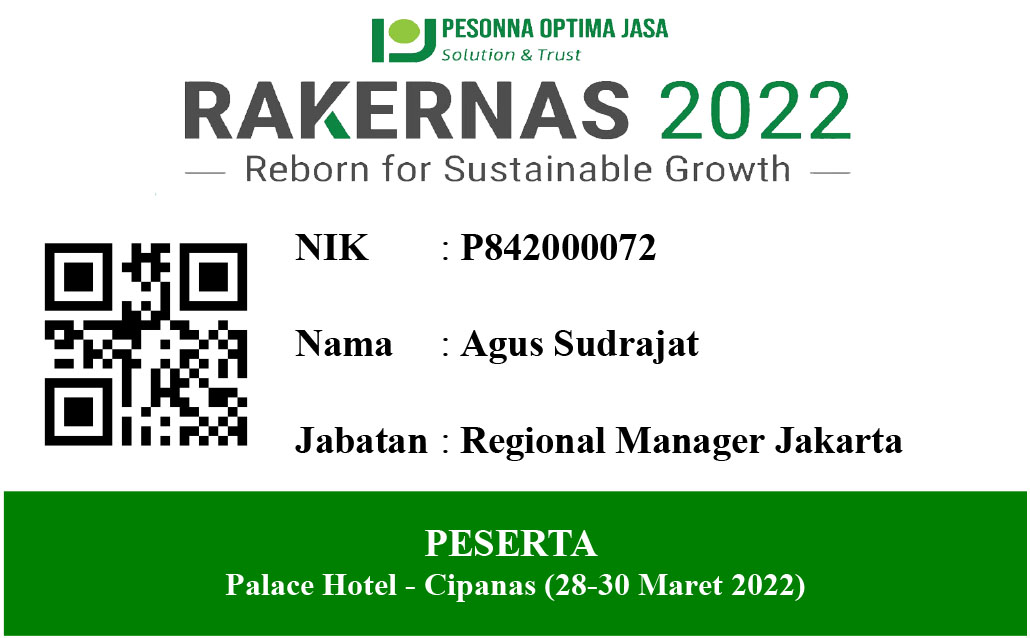 PESONNA OPTIMA JASA
Solution & Trust
RAKERNAS 2022
Reborn for Sustainable Growth
NIK : P842000072
Nama : Agus Sudrajat
Jabatan : Regional Manager Jakarta
PESERTA
Palace Hotel - Cipanas (28-30 Maret 2022)